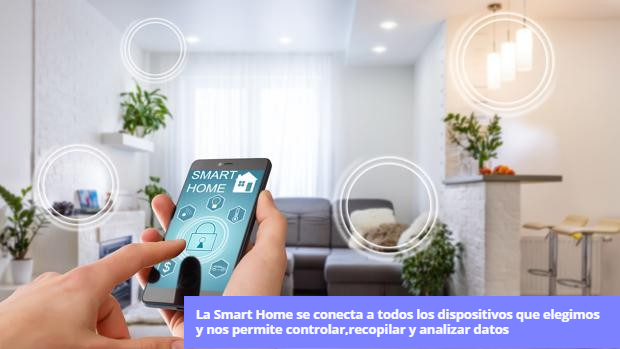 SMART
HOME
$
La Smart Home se conecta a todos los dispositivos que elegimos
y nos permite controlar,recopilar y analizar datos